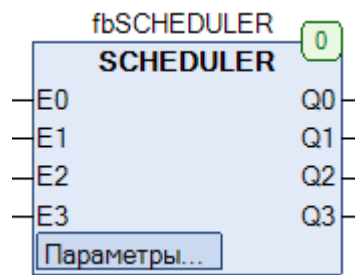 fbSCHEDULER
0
SCHEDULER
E0 Q0
E1 Q1
E2 Q2
E3 Q3
Параметры...